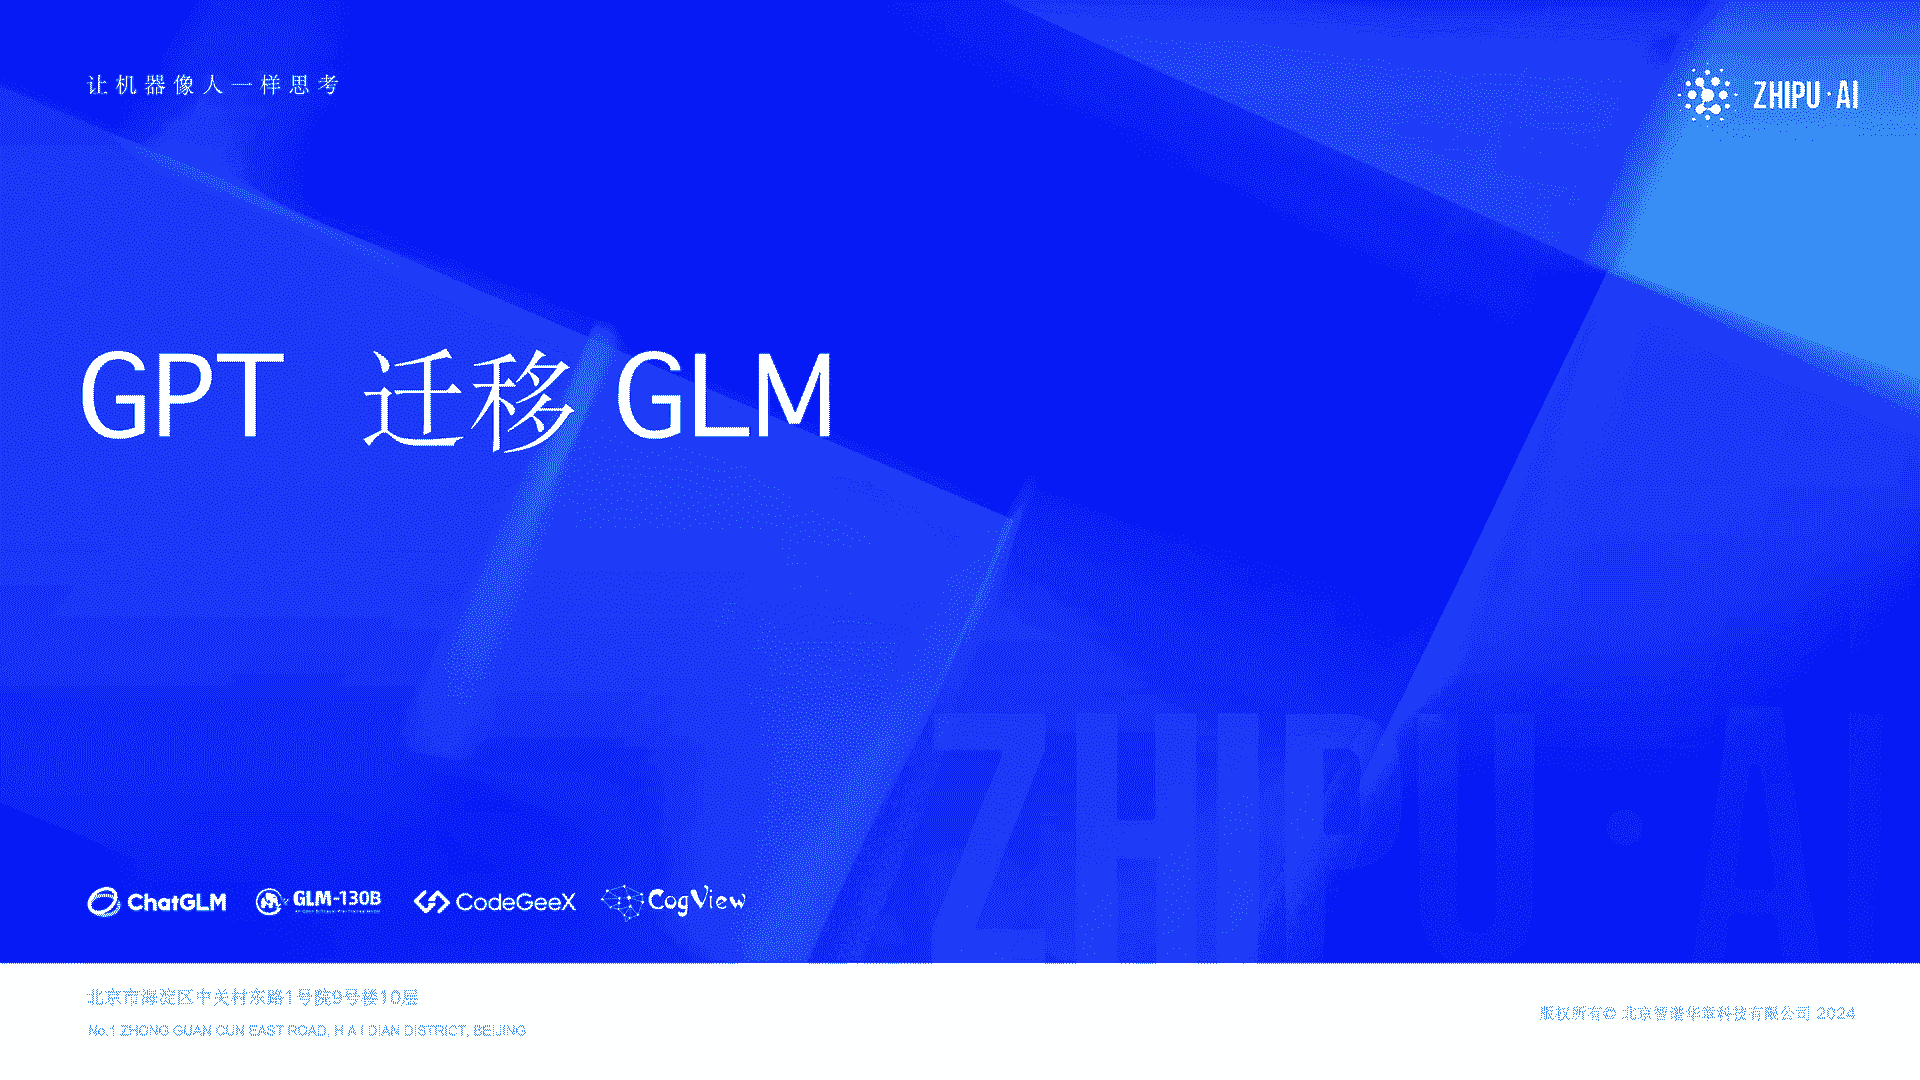 让机器像人一样思考
ZHIPU·AI
GPT 迁移 GLM
ZHIPU·AI
ChatGLM
GLM-130B
CodeGeeX
CogView
北京市海淀区中关村东路1号院9号楼10层
No.1 ZHONG GUAN CUN EAST ROAD, H A I DIAN DISTRICT, BEIJING
版权所有© 北京智谱华章科技有限公司 2024